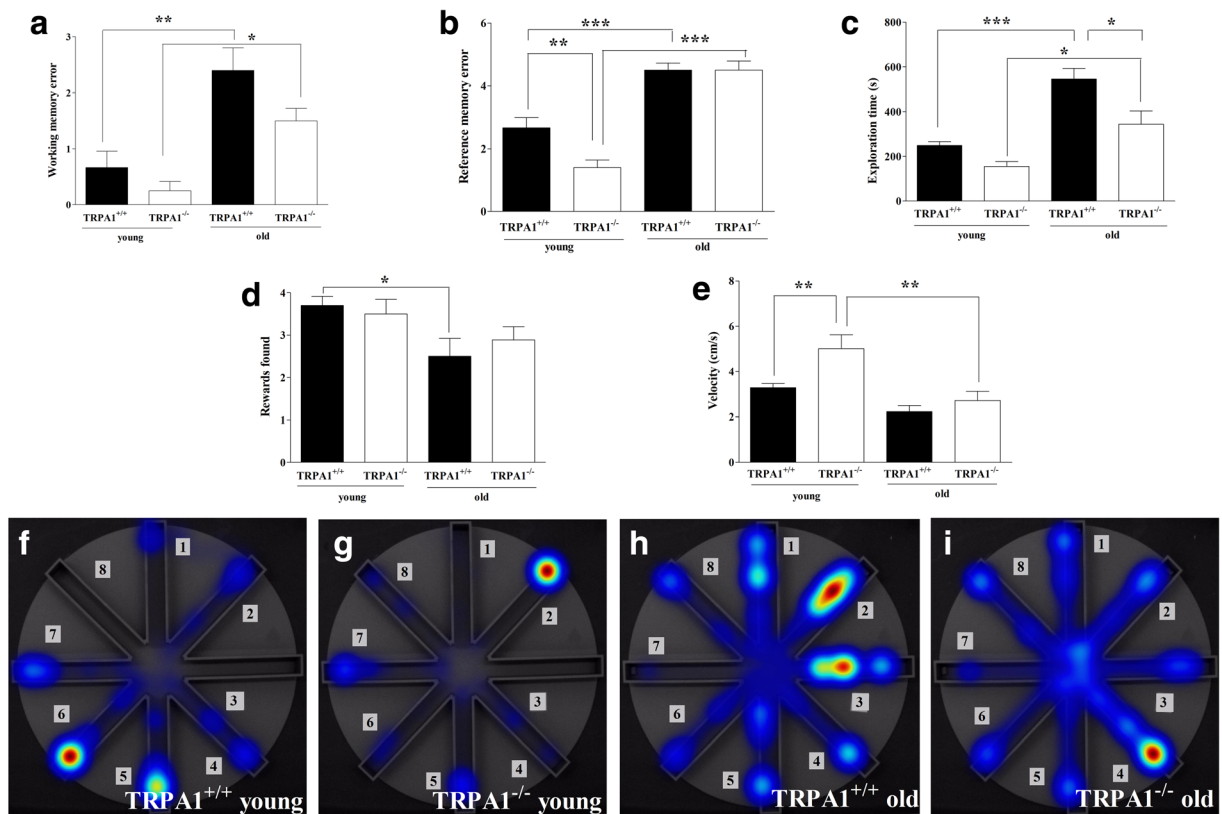 a
Working memory error
3
2
1
0
** *
TRPA1+/+ TRPA1-/- TRPA1+/+ TRPA1-/-
young old
b
Reference memory error
6
4
2
0
***
** ***
TRPA1+/+ TRPA1-/- TRPA1+/+ TRPA1-/-
young old
c
Exploration time (s)
800
600
400
200
0
*** *
*
TRPA1+/+ TRPA1-/- TRPA1+/+ TRPA1-/-
young old
d
Rewards found
4
3
2
1
0
*
TRPA1+/+ TRPA1-/- TRPA1+/+ TRPA1-/-
young old
e
Velocity (cm/s)
8
6
4
2
0
** **
TRPA1+/+ TRPA1-/- TRPA1+/+ TRPA1-/-
young old
f
1
2
3
4
5
6
7
8
TRPA1+/+ young
g
1
2
3
4
5
6
7
8
TRPA1-/- young
h
1
2
3
4
5
6
7
8
TRPA1+/+ old
i
1
2
3
4
5
6
7
8
TRPA1-/- old